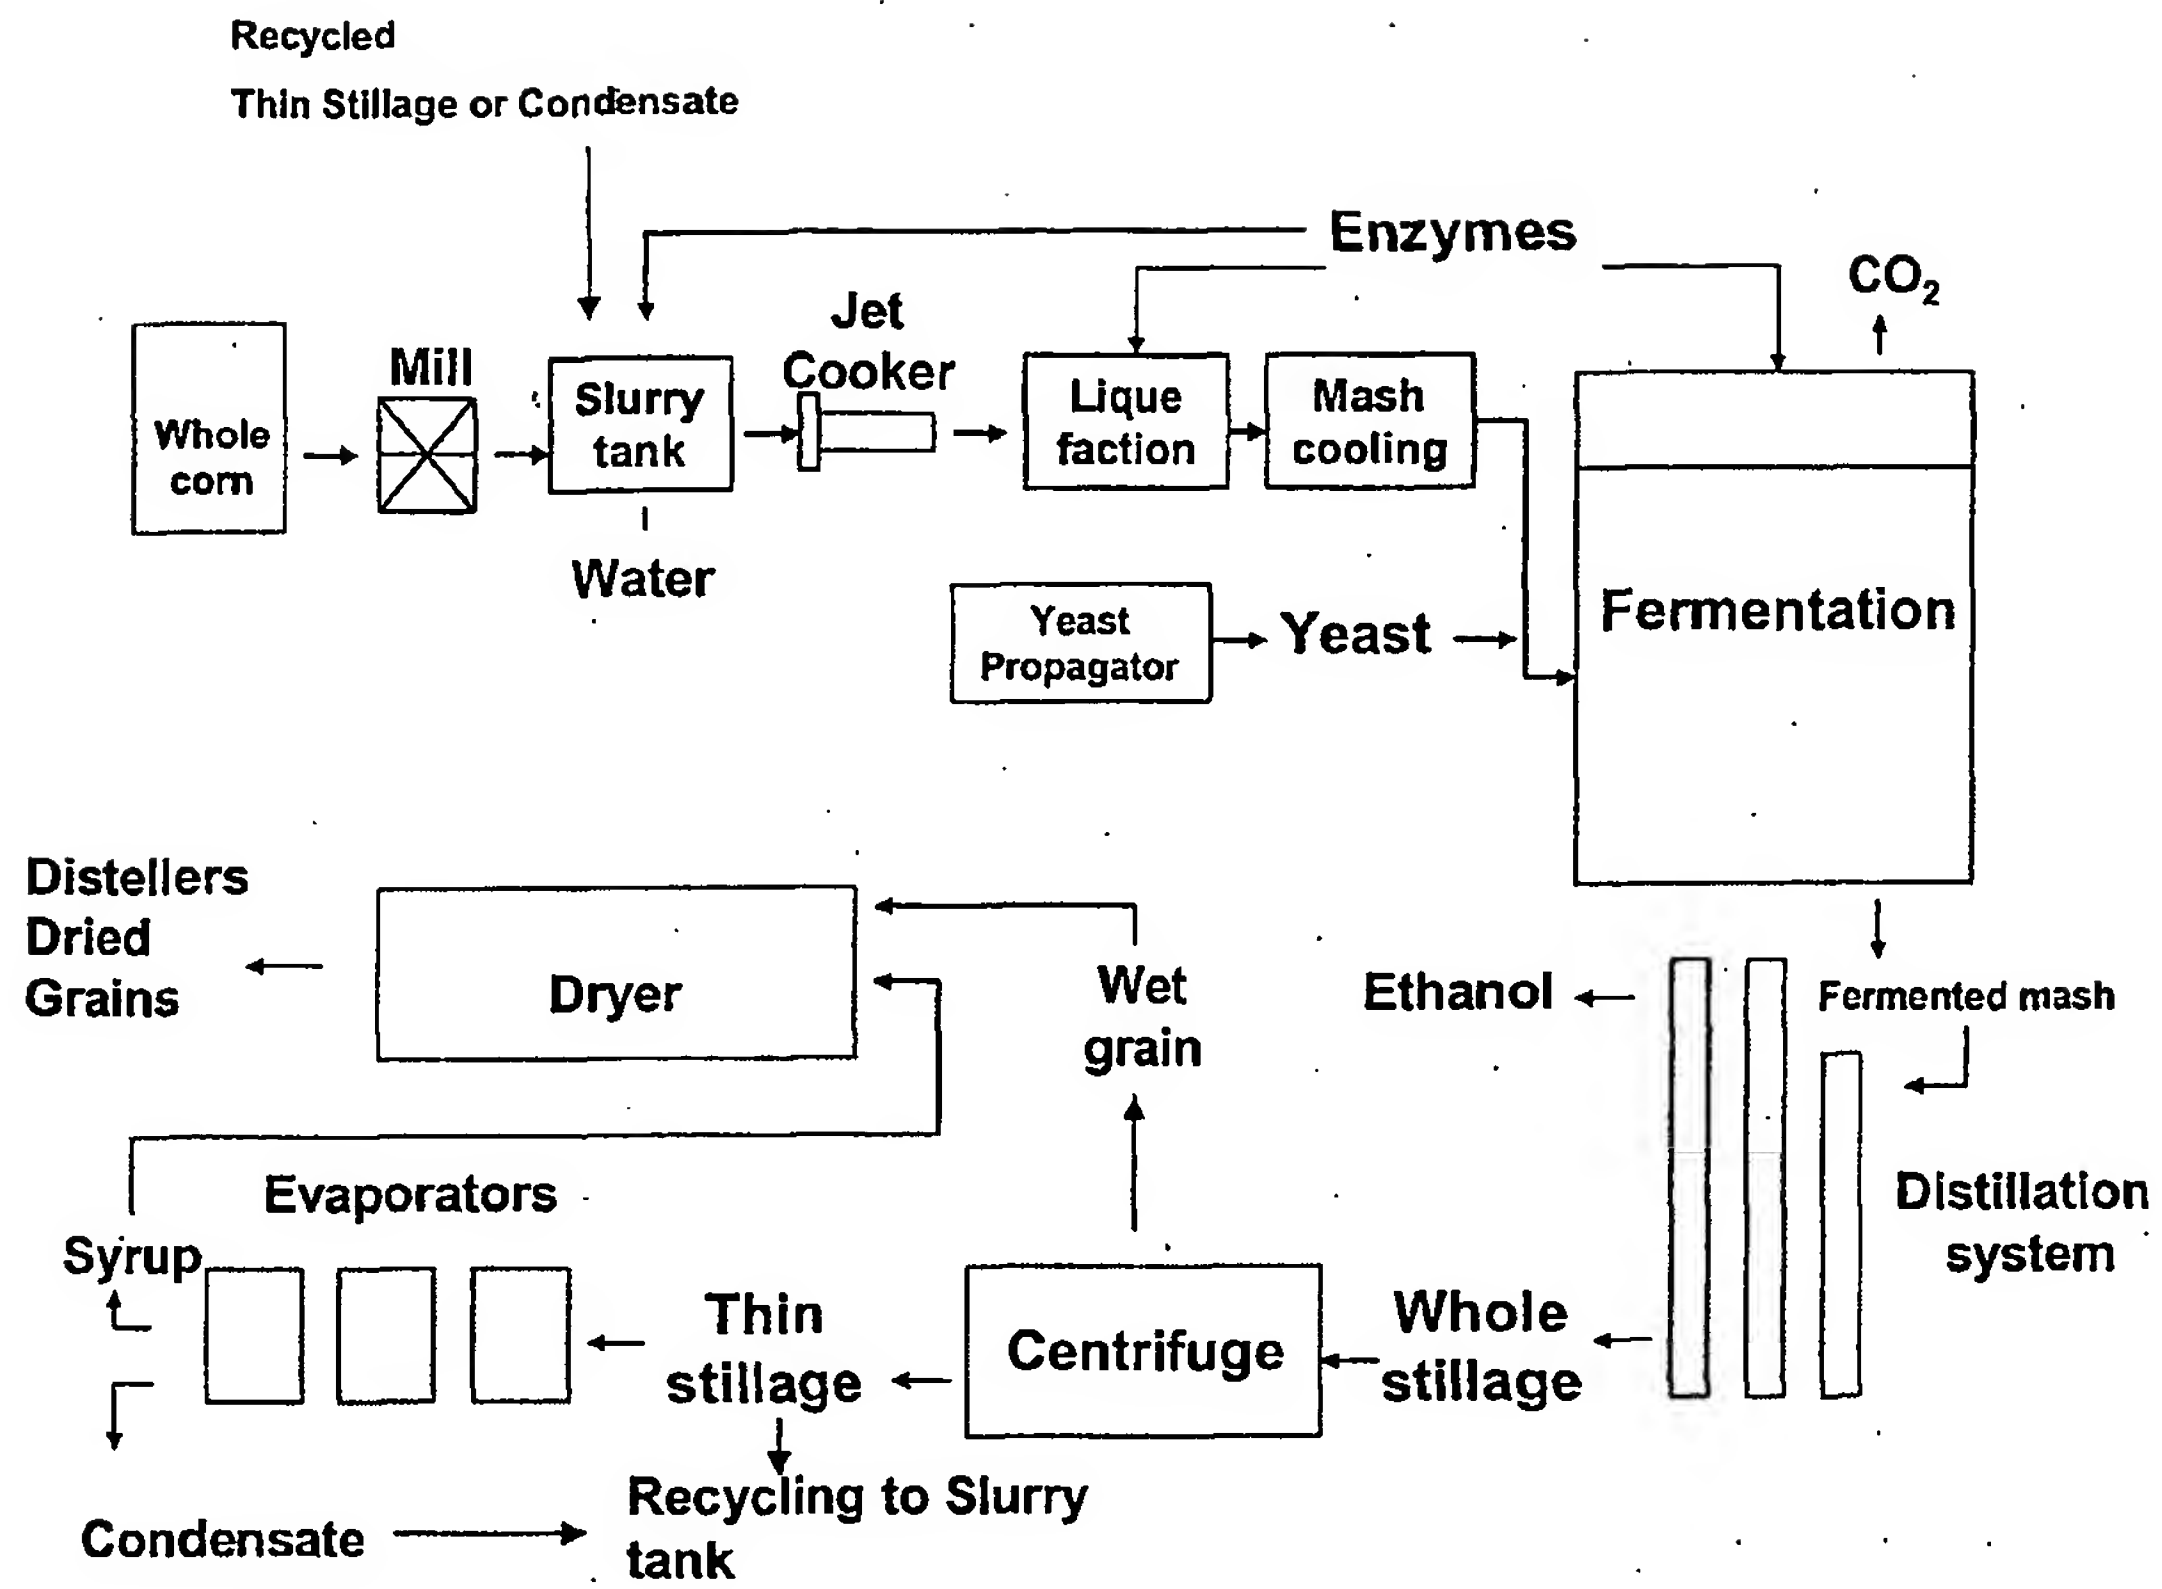 Recycled
Thin Stillage or Condensate
Enzymes
CO₂
Jet
Cooker
Mill
Whole
corn
Slurry
tank
Lique
faction
Mash
cooling
Water
Yeast
Propagator
Yeast
Fermentation
Distellers
Dried
Grains
Dryer
Wet
grain
Ethanol
Fermented mash
Evaporators
Distillation
system
Syrup
Thin
stillage
Centrifuge
Whole
stillage
Condensate
Recycling to Slurry
tank